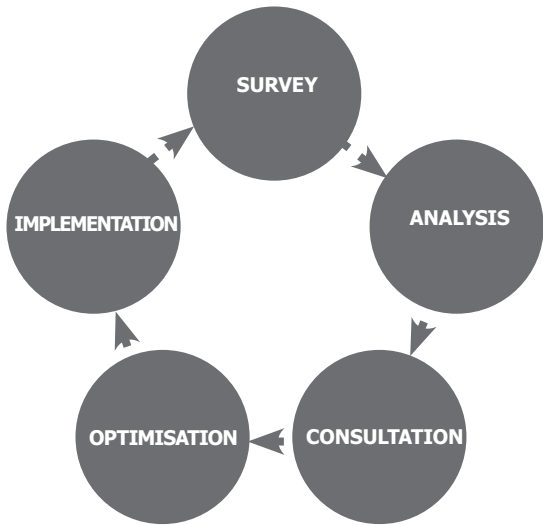 SURVEY
ANALYSIS
CONSULTATION
OPTIMISATION
IMPLEMENTATION